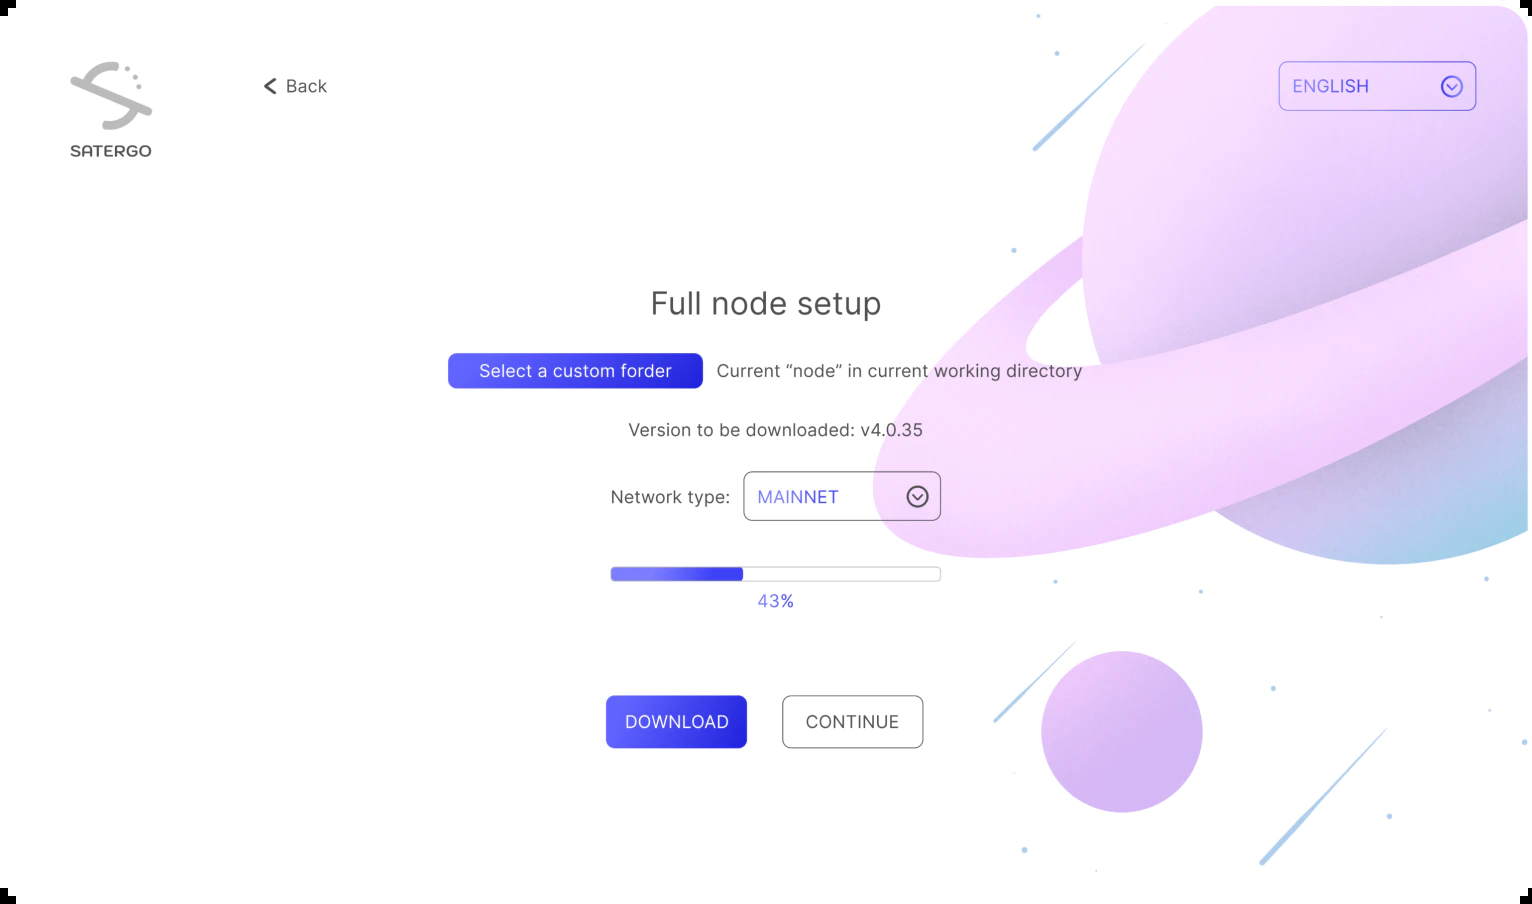 SATERGO
Back
ENGLISH
Full node setup
Select a custom forder
Current “node” in current working directory
Version to be downloaded: v4.0.35
Network type:
MAINNET
43%
DOWNLOAD
CONTINUE